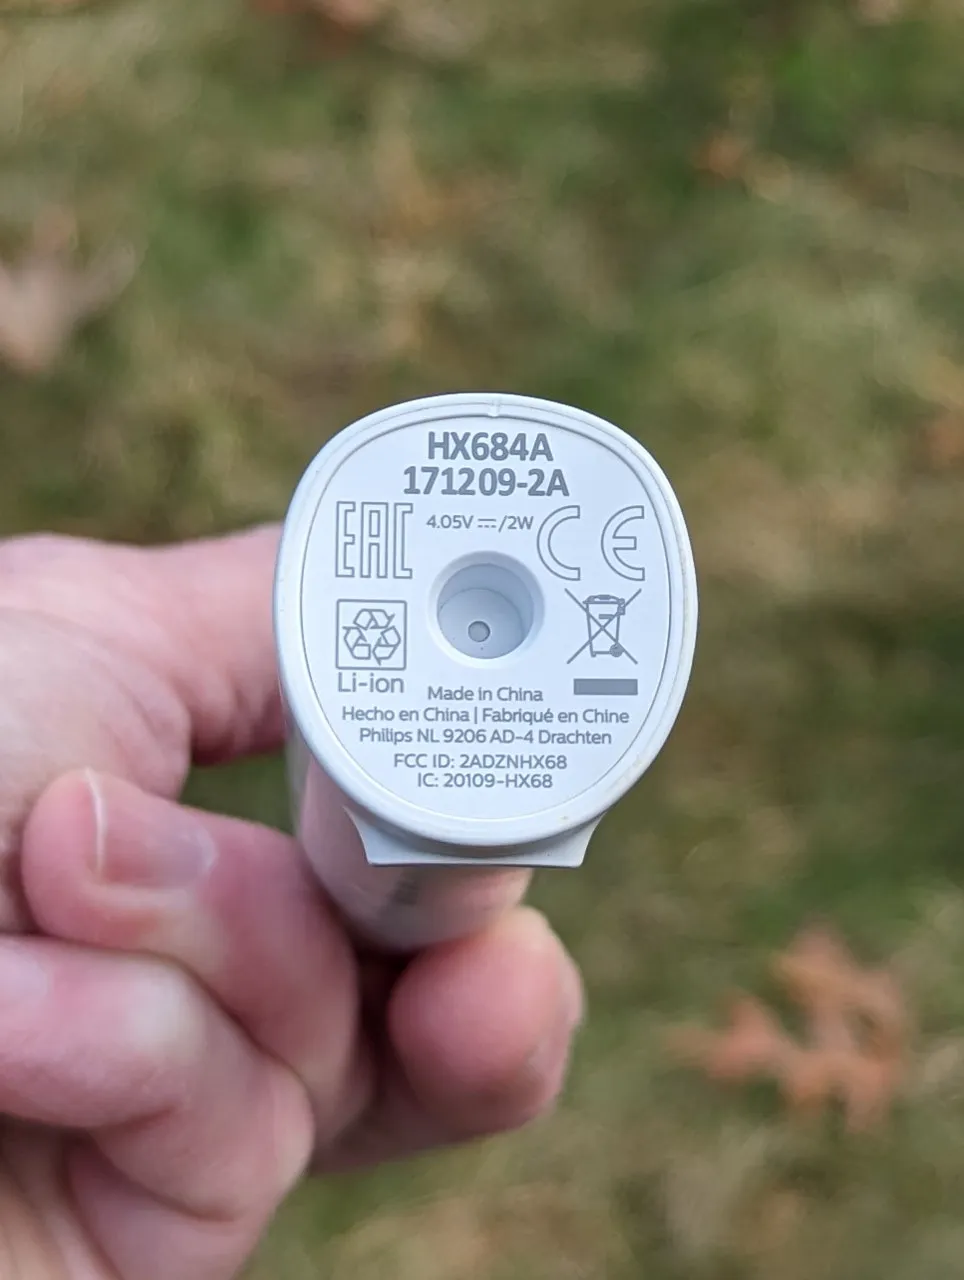 HX684A
171209-2A
EAC 4.05V ⎓/2W CE
Li-ion
Made in China
Hecho en China | Fabriqué en Chine
Philips NL 9206 AD-4 Drachten
FCC ID: 2ADZNHX68
IC: 20109-HX68